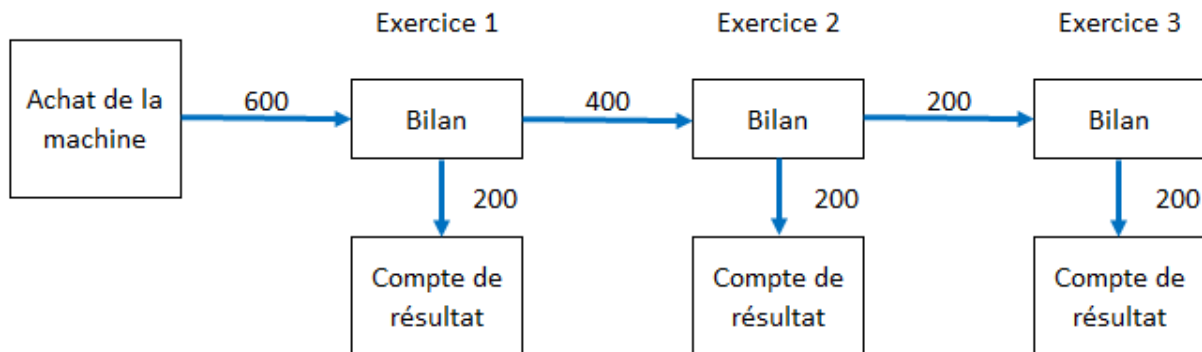 Exercice 1
Exercice 2
Exercice 3
Achat de la
machine
600
Bilan
400
Bilan
200
Bilan
200
200
200
Compte de
résultat
Compte de
résultat
Compte de
résultat